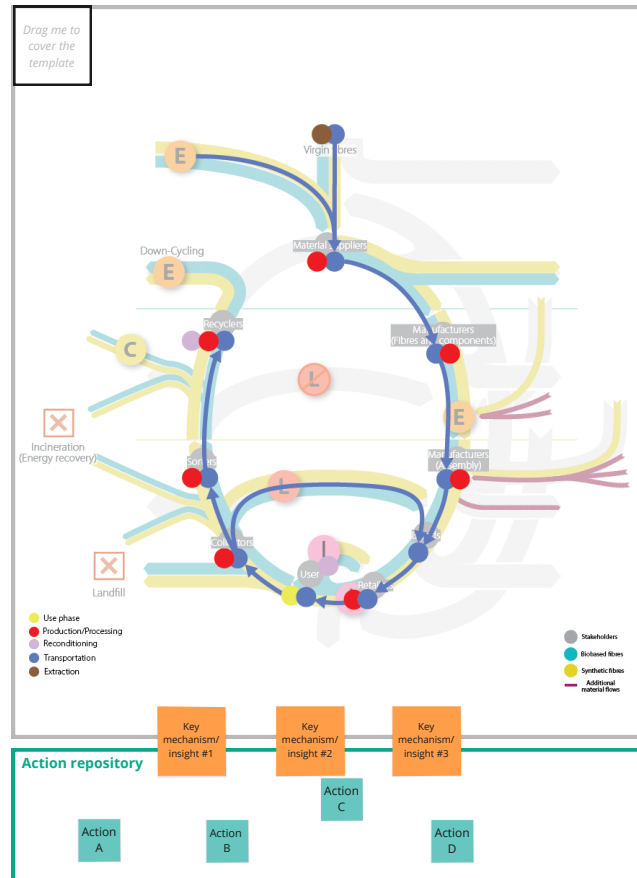 Drag me to
cover the
template
E
Virgin fibres
Material suppliers
Down-Cycling
E
Recyclers
Manufacturers
(Fibres and components)
C
L
E
Incineration
(Energy recovery)
Sorters
Manufacturers
(Assembly)
L
Collectors
I
User
Retail
Landfill
Use phase
Production/Processing
Reconditioning
Transportation
Extraction
Stakeholders
Biobased fibres
Synthetic fibres
Additional
material flows
Key
mechanism/
insight #1
Key
mechanism/
insight #2
Key
mechanism/
insight #3
Action repository
Action
A
Action
B
Action
C
Action
D